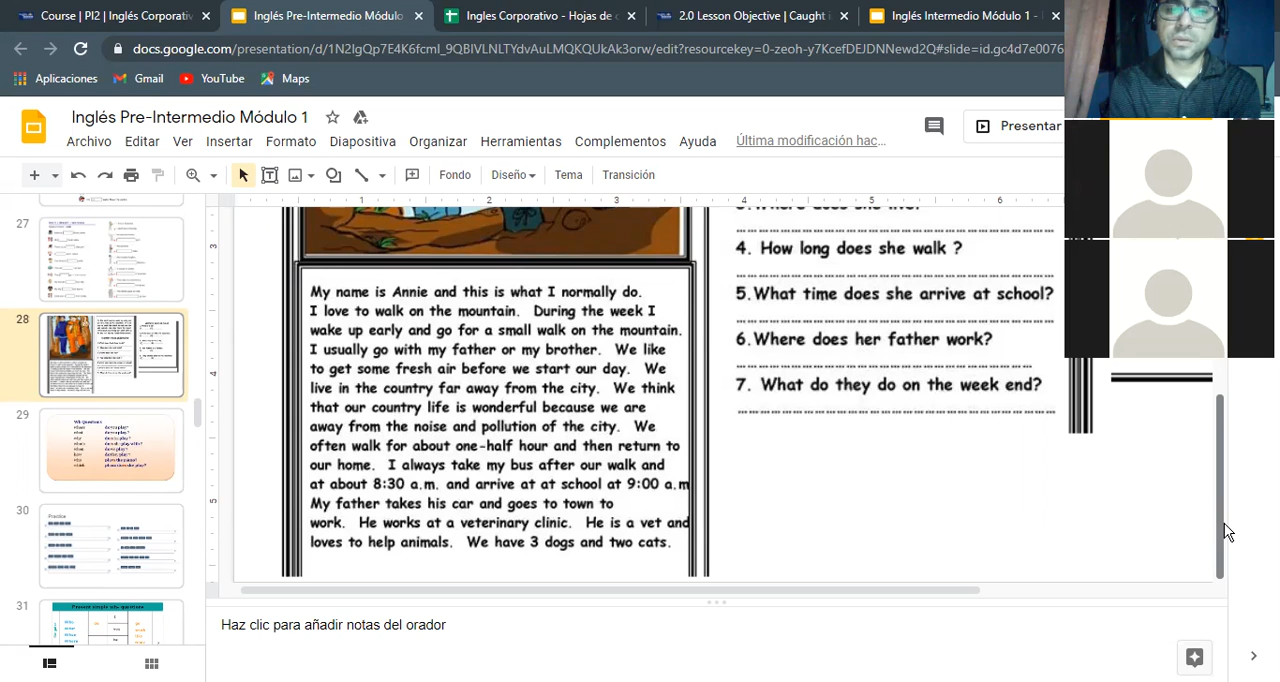 Course | PI2 | Inglés Corporativ
Inglés Pre-Intermedio Módulo
Ingles Corporativo - Hojas de
2.0 Lesson Objective | Caught
Inglés Intermedio Módulo 1 -
docs.google.com/presentation/d/1N2IgQp7E4K6fcmI_9QBIVLNLTYdvAuLMQKQUkAk3orw/edit?resourcekey=0-zeoh-y7KcefDEJDNNewd2Q#slide=id.gc4d7e0076
Aplicaciones
Gmail
YouTube
Maps
Inglés Pre-Intermedio Módulo 1
Archivo
Editar
Ver
Insertar
Formato
Diapositiva
Organizar
Herramientas
Complementos
Ayuda
Última modificación hac...
Presentar
Fondo
Diseño
Tema
Transición
1 2 3 4 5 6
3
4
5
27
28
29
30
Practice
31
My name is Annie and this is what I normally do.
I love to walk on the mountain. During the week I
wake up early and go for a small walk on the mountain.
I usually go with my father or my brother. We like
to get some fresh air before we start our day. We
live in the country far away from the city. We think
that our country life is wonderful because we are
away from the noise and pollution of the city. We
often walk for about one-half hour and then return to
our home. I always take my bus after our walk and
at about 8:30 a.m. and arrive at at school at 9:00 a.m
My father takes his car and goes to town to
work. He works at a veterinary clinic. He is a vet and
loves to help animals. We have 3 dogs and two cats.
4. How long does she walk ?
5.What time does she arrive at school?
6.Where does her father work?
7. What do they do on the week end?
Haz clic para añadir notas del orador